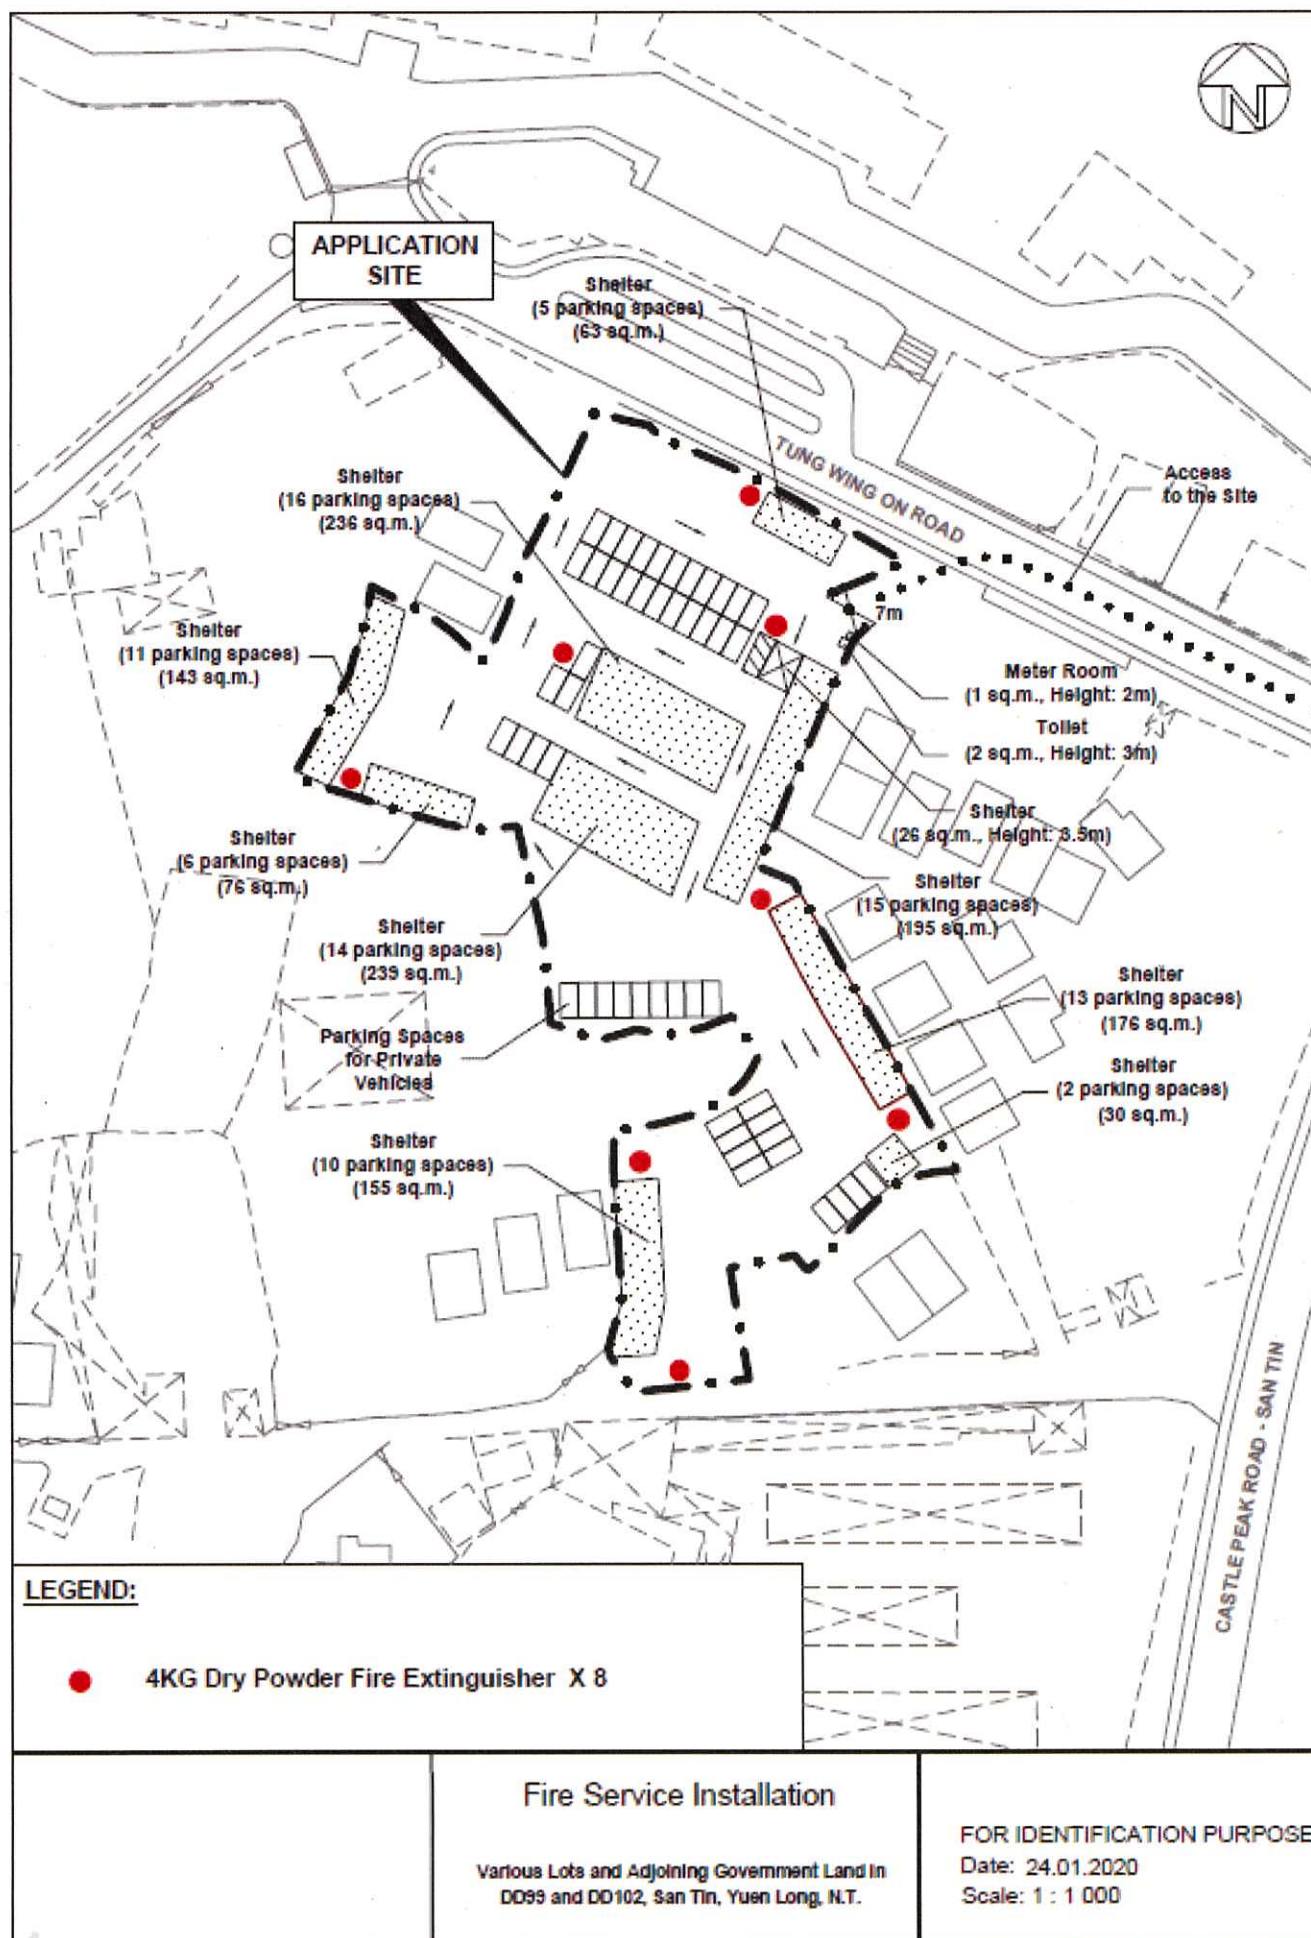 N
APPLICATION
SITE
Shelter
(5 parking spaces)
(63 sq.m.)
TUNG WING ON ROAD
Access
to the Site
Shelter
(16 parking spaces)
(236 sq.m.)
7m
Shelter
(11 parking spaces)
(143 sq.m.)
Meter Room
(1 sq.m., Height: 2m)
Toilet
(2 sq.m., Height: 3m)
Shelter
(26 sq.m., Height: 3.5m)
Shelter
(6 parking spaces)
(76 sq.m.)
Shelter
(15 parking spaces)
(195 sq.m.)
Shelter
(14 parking spaces)
(239 sq.m.)
Shelter
(13 parking spaces)
(176 sq.m.)
Parking Spaces
for Private
Vehicles
Shelter
(2 parking spaces)
(30 sq.m.)
Shelter
(10 parking spaces)
(155 sq.m.)
CASTLE PEAK ROAD - SAN TIN
LEGEND:
4KG Dry Powder Fire Extinguisher X 8
Fire Service Installation
Various Lots and Adjoining Government Land in
DD99 and DD102, San Tin, Yuen Long, N.T.
FOR IDENTIFICATION PURPOSE
Date: 24.01.2020
Scale: 1 : 1 000